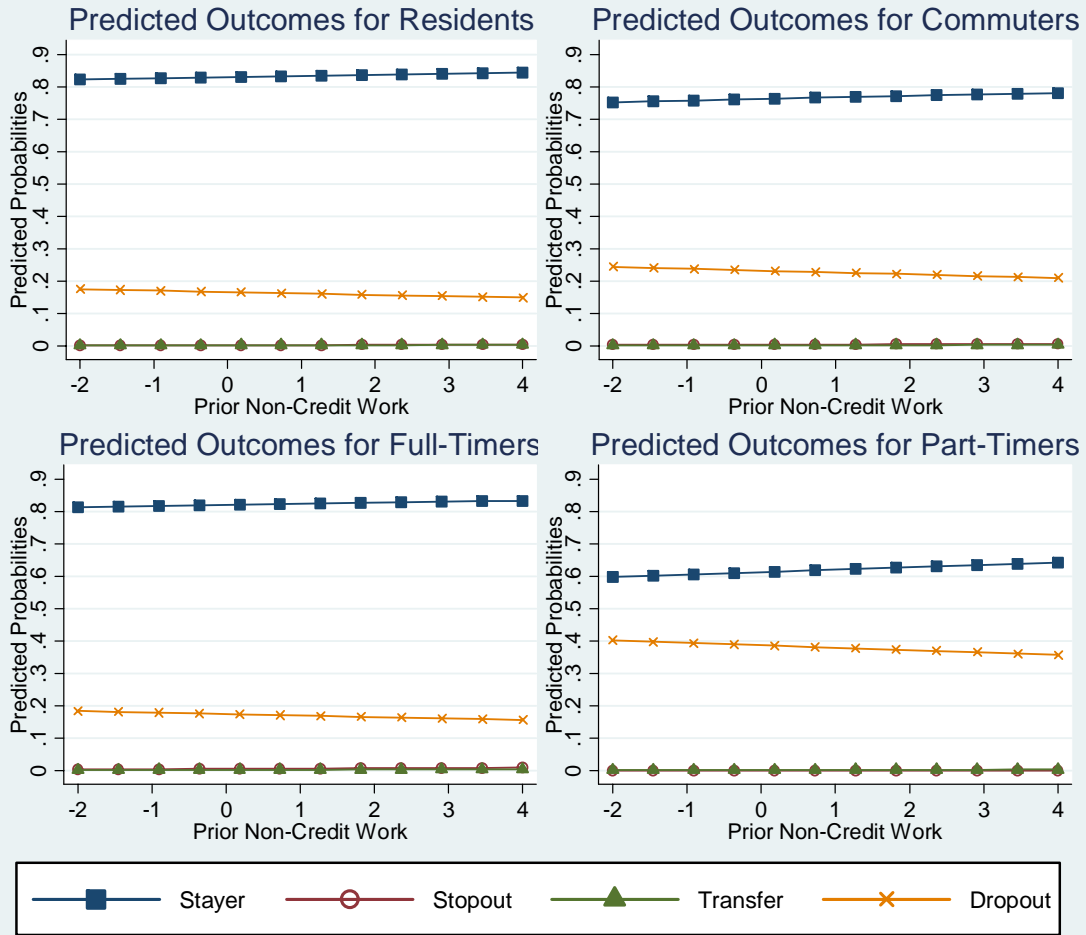 Predicted Outcomes for Residents
Predicted Probabilities
0 .1 .2 .3 .4 .5 .6 .7 .8 .9
-2 -1 0 1 2 3 4
Prior Non-Credit Work
Predicted Outcomes for Commuters
Predicted Probabilities
0 .1 .2 .3 .4 .5 .6 .7 .8 .9
-2 -1 0 1 2 3 4
Prior Non-Credit Work
Predicted Outcomes for Full-Timers
Predicted Probabilities
0 .1 .2 .3 .4 .5 .6 .7 .8 .9
-2 -1 0 1 2 3 4
Prior Non-Credit Work
Predicted Outcomes for Part-Timers
Predicted Probabilities
0 .1 .2 .3 .4 .5 .6 .7 .8 .9
-2 -1 0 1 2 3 4
Prior Non-Credit Work
Stayer Stopout Transfer Dropout